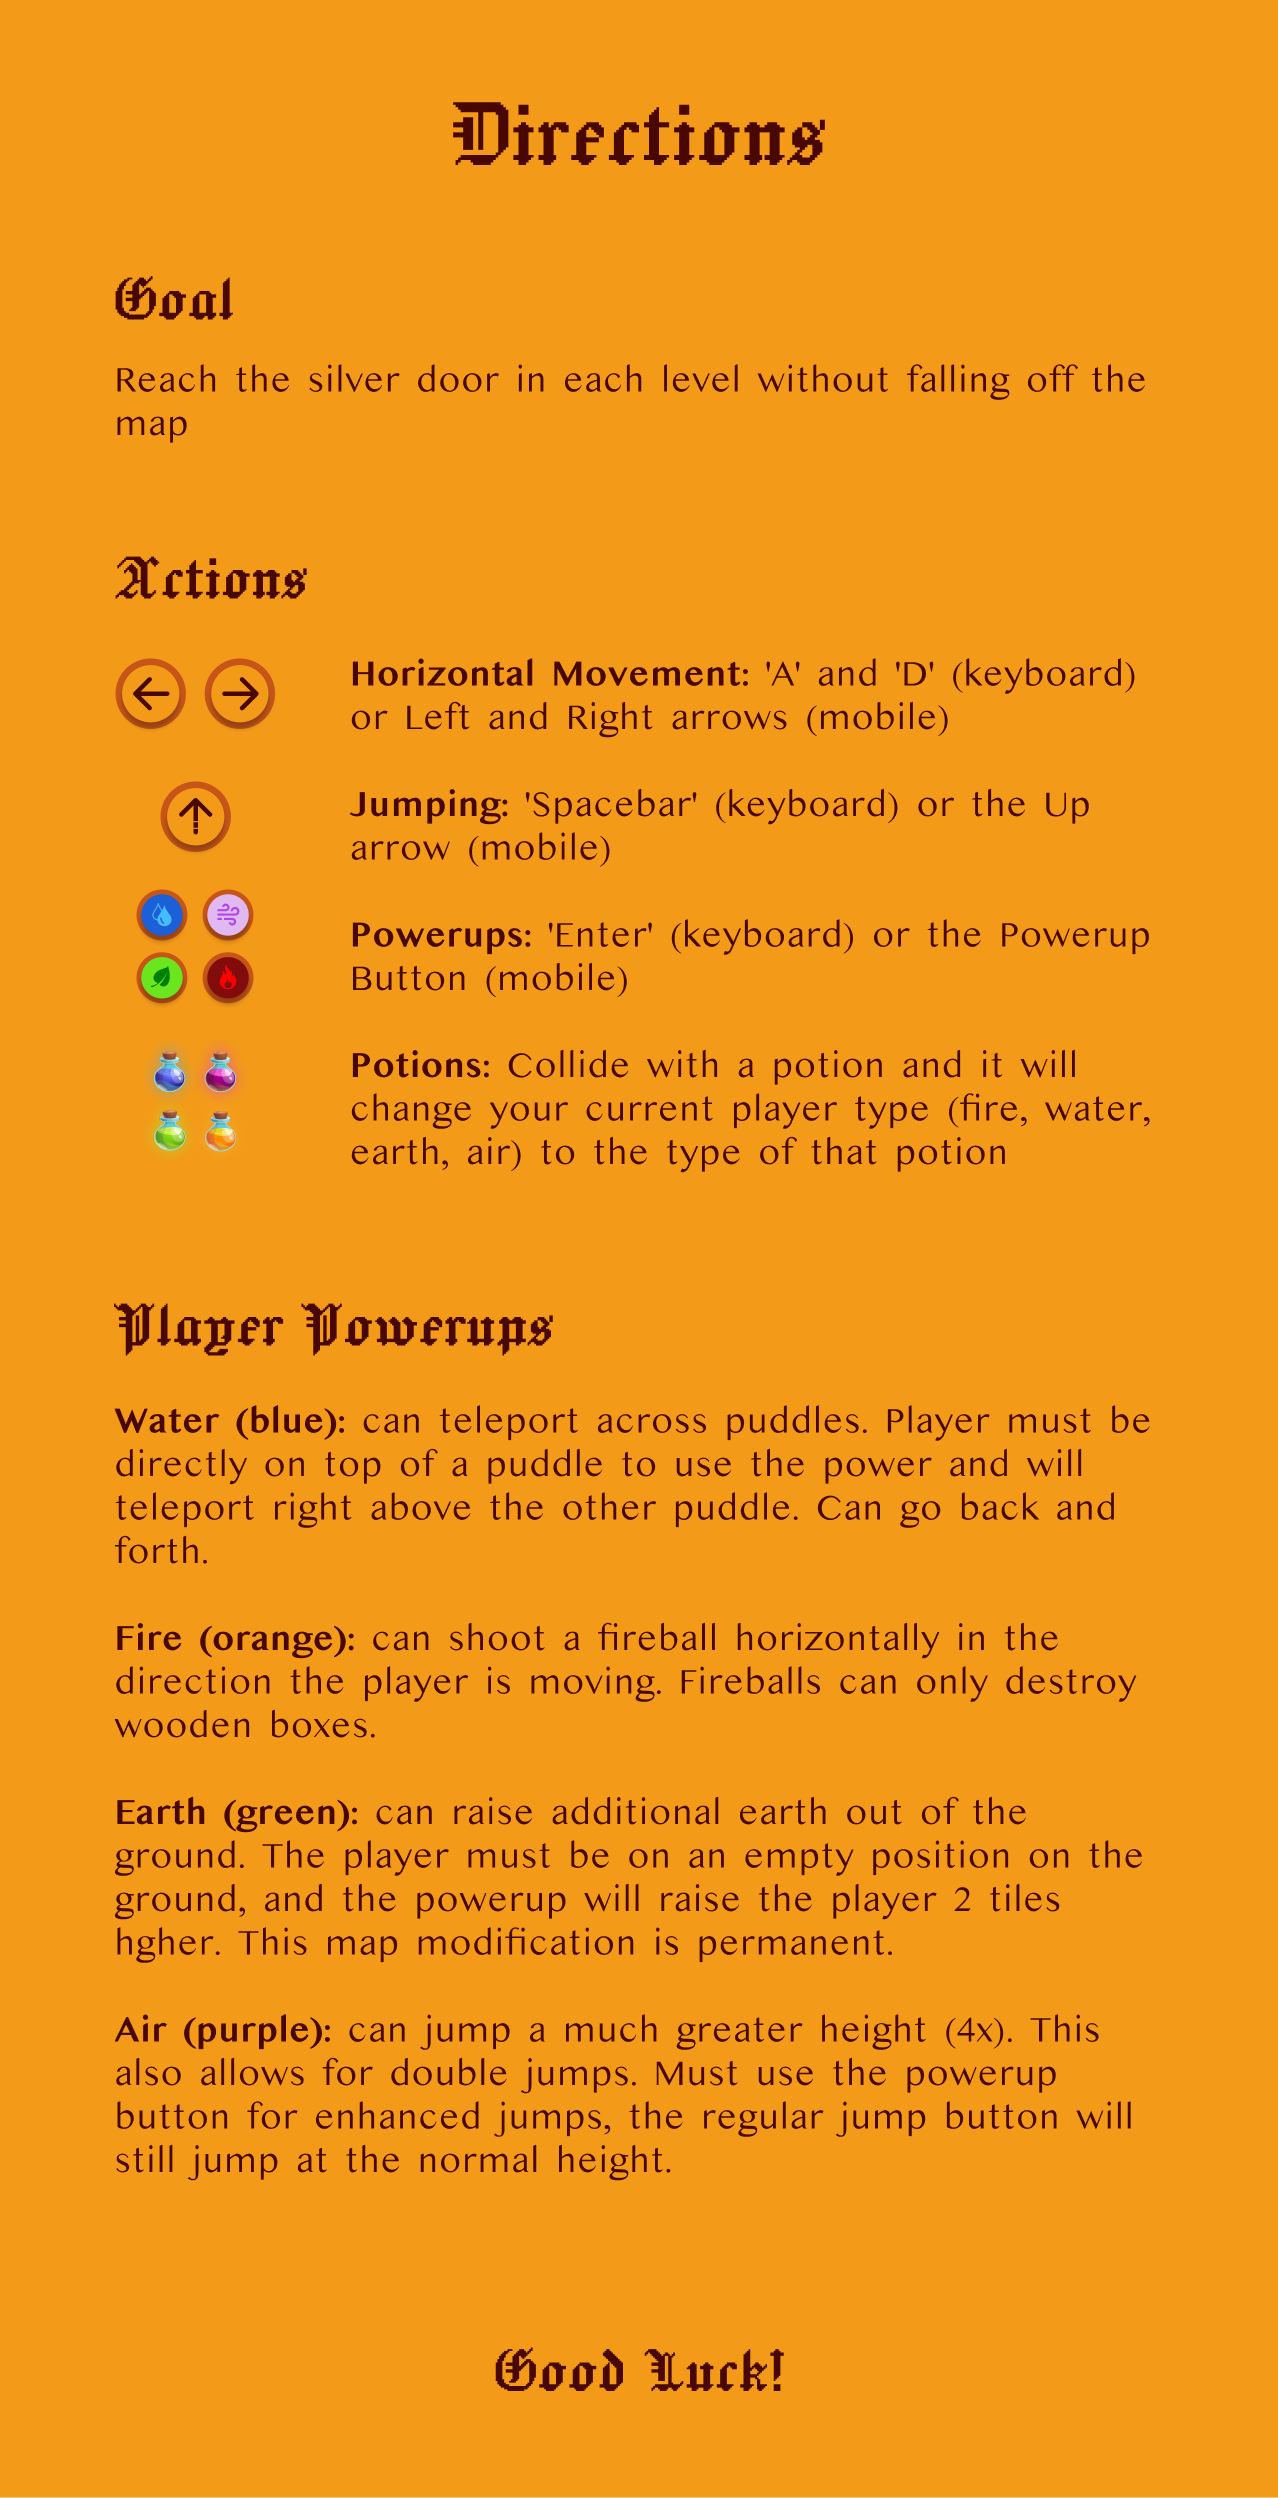 Directions
Goal
Reach the silver door in each level without falling off the
map
Actions
Horizontal Movement: 'A' and 'D' (keyboard)
or Left and Right arrows (mobile)
Jumping: 'Spacebar' (keyboard) or the Up
arrow (mobile)
Powerups: 'Enter' (keyboard) or the Powerup
Button (mobile)
Potions: Collide with a potion and it will
change your current player type (fire, water,
earth, air) to the type of that potion
Player Powerups
Water (blue): can teleport across puddles. Player must be
directly on top of a puddle to use the power and will
teleport right above the other puddle. Can go back and
forth.
Fire (orange): can shoot a fireball horizontally in the
direction the player is moving. Fireballs can only destroy
wooden boxes.
Earth (green): can raise additional earth out of the
ground. The player must be on an empty position on the
ground, and the powerup will raise the player 2 tiles
hgher. This map modification is permanent.
Air (purple): can jump a much greater height (4x). This
also allows for double jumps. Must use the powerup
button for enhanced jumps, the regular jump button will
still jump at the normal height.
Good Luck!